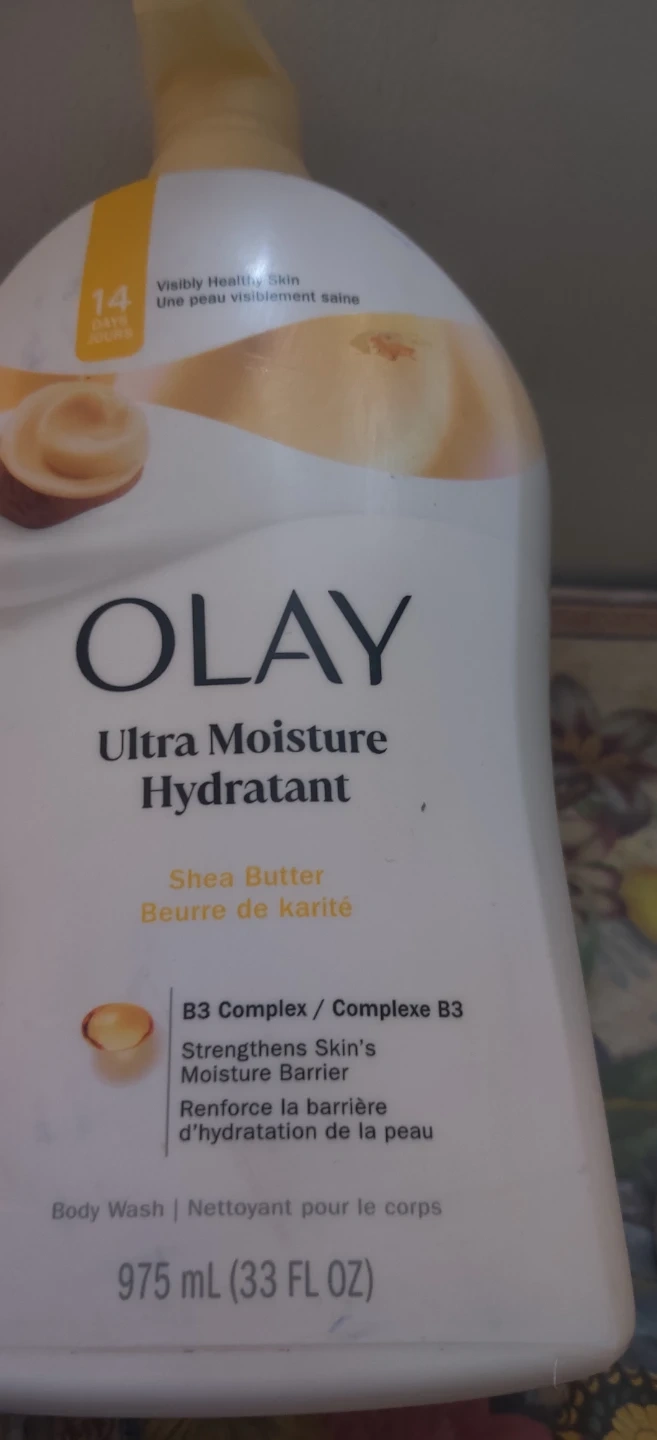 14
DAYS
JOURS
Visibly Healthy Skin
Une peau visiblement saine
OLAY
Ultra Moisture
Hydratant
Shea Butter
Beurre de karité
B3 Complex / Complexe B3
Strengthens Skin's
Moisture Barrier
Renforce la barrière
d'hydratation de la peau
Body Wash | Nettoyant pour le corps
975 mL (33 FL OZ)